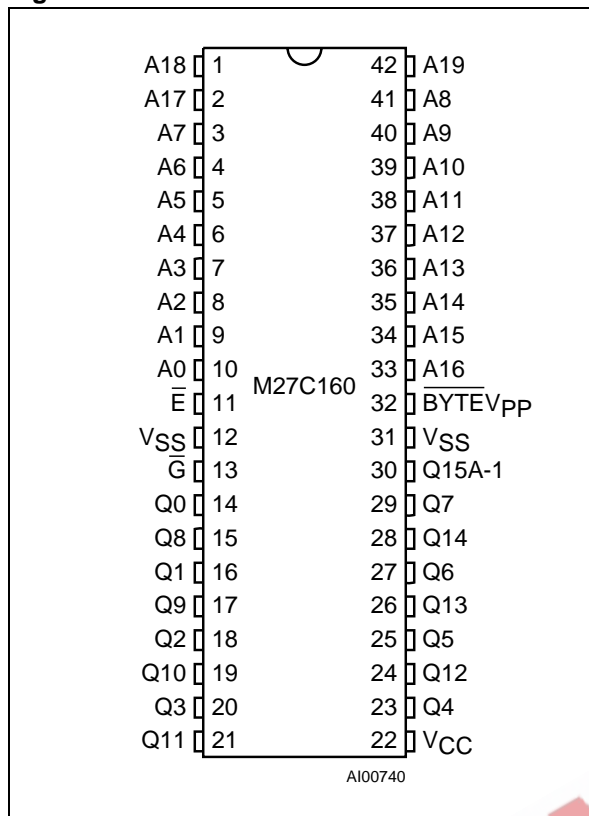 A18 1 42 A19
A17 2 41 A8
A7 3 40 A9
A6 4 39 A10
A5 5 38 A11
A4 6 37 A12
A3 7 36 A13
A2 8 35 A14
A1 9 34 A15
A0 10 33 A16
M27C160
E̅ 11 32 B̅Y̅T̅E̅VPP
VSS 12 31 VSS
G̅ 13 30 Q15A-1
Q0 14 29 Q7
Q8 15 28 Q14
Q1 16 27 Q6
Q9 17 26 Q13
Q2 18 25 Q5
Q10 19 24 Q12
Q3 20 23 Q4
Q11 21 22 VCC
AI00740